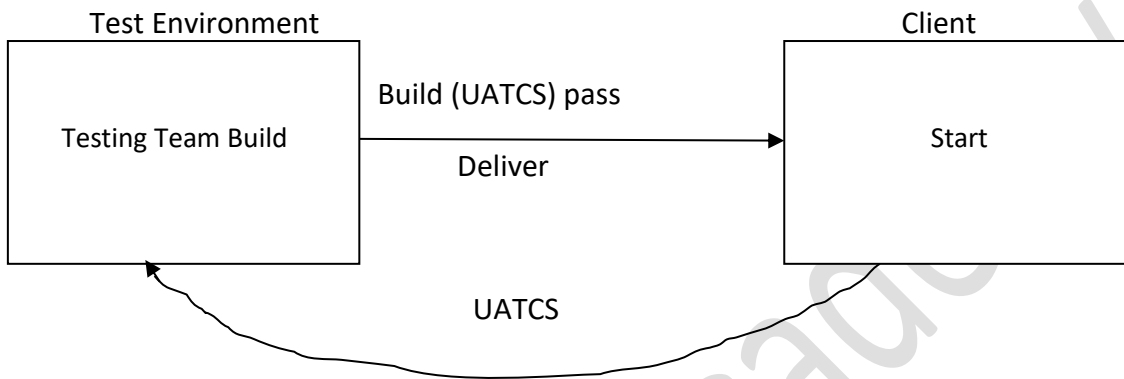 Test Environment
Client
Build (UATCS) pass
Testing Team Build
Start
Deliver
UATCS